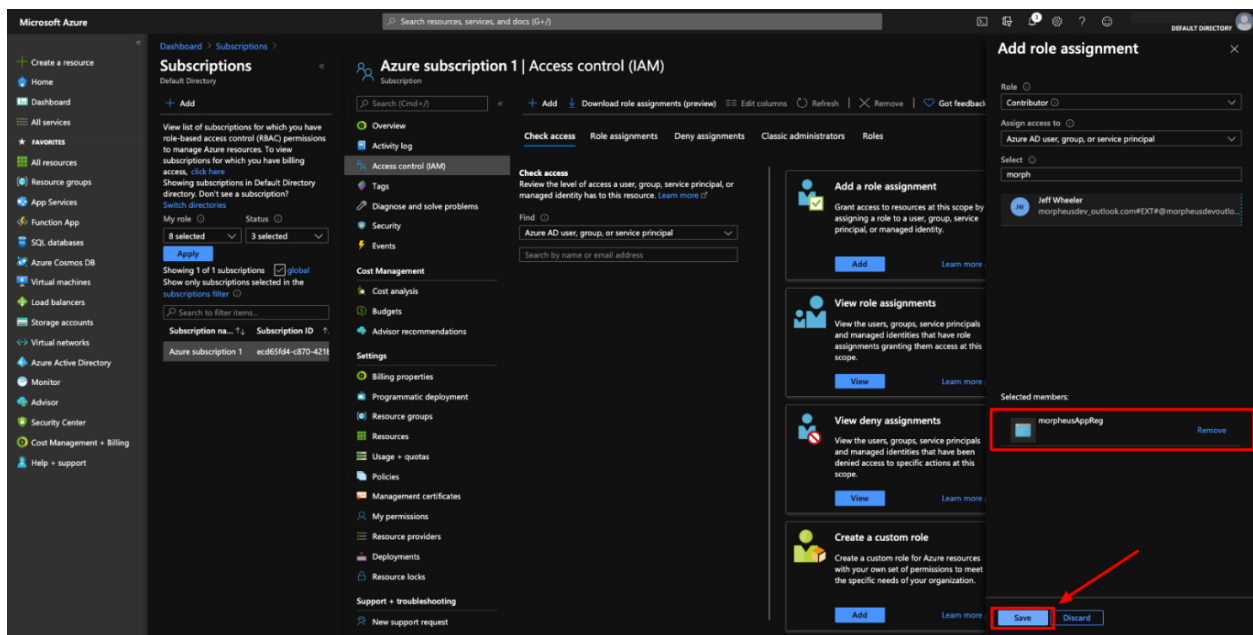 Microsoft Azure
Search resources, services, and docs (G+/)
DEFAULT DIRECTORY
Create a resource
Home
Dashboard
All services
FAVORITES
All resources
Resource groups
App Services
Function App
SQL databases
Azure Cosmos DB
Virtual machines
Load balancers
Storage accounts
Virtual networks
Azure Active Directory
Monitor
Advisor
Security Center
Cost Management + Billing
Help + support
Dashboard > Subscriptions >
Subscriptions
Default Directory
Add
View list of subscriptions for which you have
role-based access control (RBAC) permissions
to manage Azure resources. To view
subscriptions for which you have billing
access, click here
Showing subscriptions in Default Directory
directory. Don't see a subscription?
Switch directories
My role Status
8 selected 3 selected
Apply
Showing 1 of 1 subscriptions global
Show only subscriptions selected in the
subscriptions filter
Search to filter items...
Subscription na... ↑↓ Subscription ID ↑
Azure subscription 1 ecd65fd4-c870-421b
Azure subscription 1 | Access control (IAM)
Subscription
Search (Cmd+/)
Overview
Activity log
Access control (IAM)
Tags
Diagnose and solve problems
Security
Events
Cost Management
Cost analysis
Budgets
Advisor recommendations
Settings
Billing properties
Programmatic deployment
Resource groups
Resources
Usage + quotas
Policies
Management certificates
My permissions
Resource providers
Deployments
Resource locks
Support + troubleshooting
New support request
Add Download role assignments (preview) Edit columns Refresh Remove Got feedback
Check access Role assignments Deny assignments Classic administrators Roles
Check access
Review the level of access a user, group, service principal, or
managed identity has to this resource. Learn more
Find
Azure AD user, group, or service principal
Search by name or email address
Add a role assignment
Grant access to resources at this scope by
assigning a role to a user, group, service
principal, or managed identity.
Add Learn more
View role assignments
View the users, groups, service principals
and managed identities that have role
assignments granting them access at this
scope.
View Learn more
View deny assignments
View the users, groups, service principals
and managed identities that have been
denied access to specific actions at this
scope.
View Learn more
Create a custom role
Create a custom role for Azure resources
with your own set of permissions to meet
the specific needs of your organization.
Add Learn more
Add role assignment
Role
Contributor
Assign access to
Azure AD user, group, or service principal
Select
morph
JW
Jeff Wheeler
morpheusdev_outlook.com#EXT#@morpheusdevoutlo...
Selected members:
morpheusAppReg
Remove
Save Discard